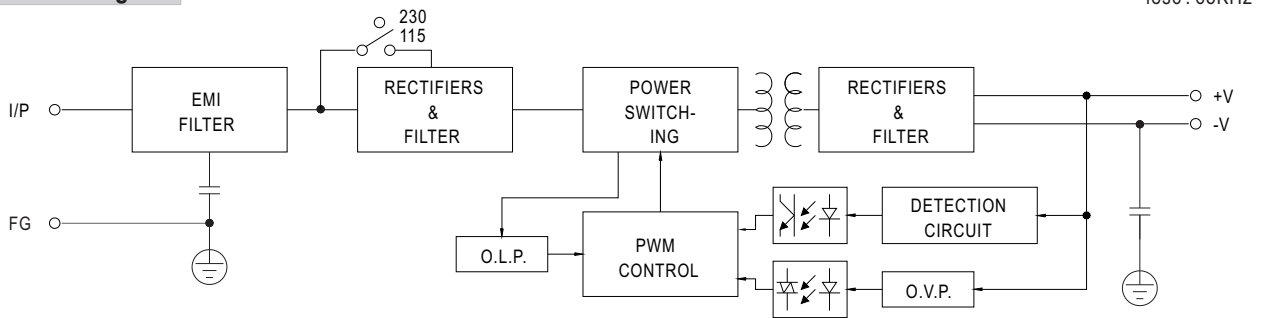 230
115
I/P
EMI
FILTER
RECTIFIERS
&
FILTER
POWER
SWITCH-
ING
RECTIFIERS
&
FILTER
+V
-V
FG
O.L.P.
PWM
CONTROL
DETECTION
CIRCUIT
O.V.P.